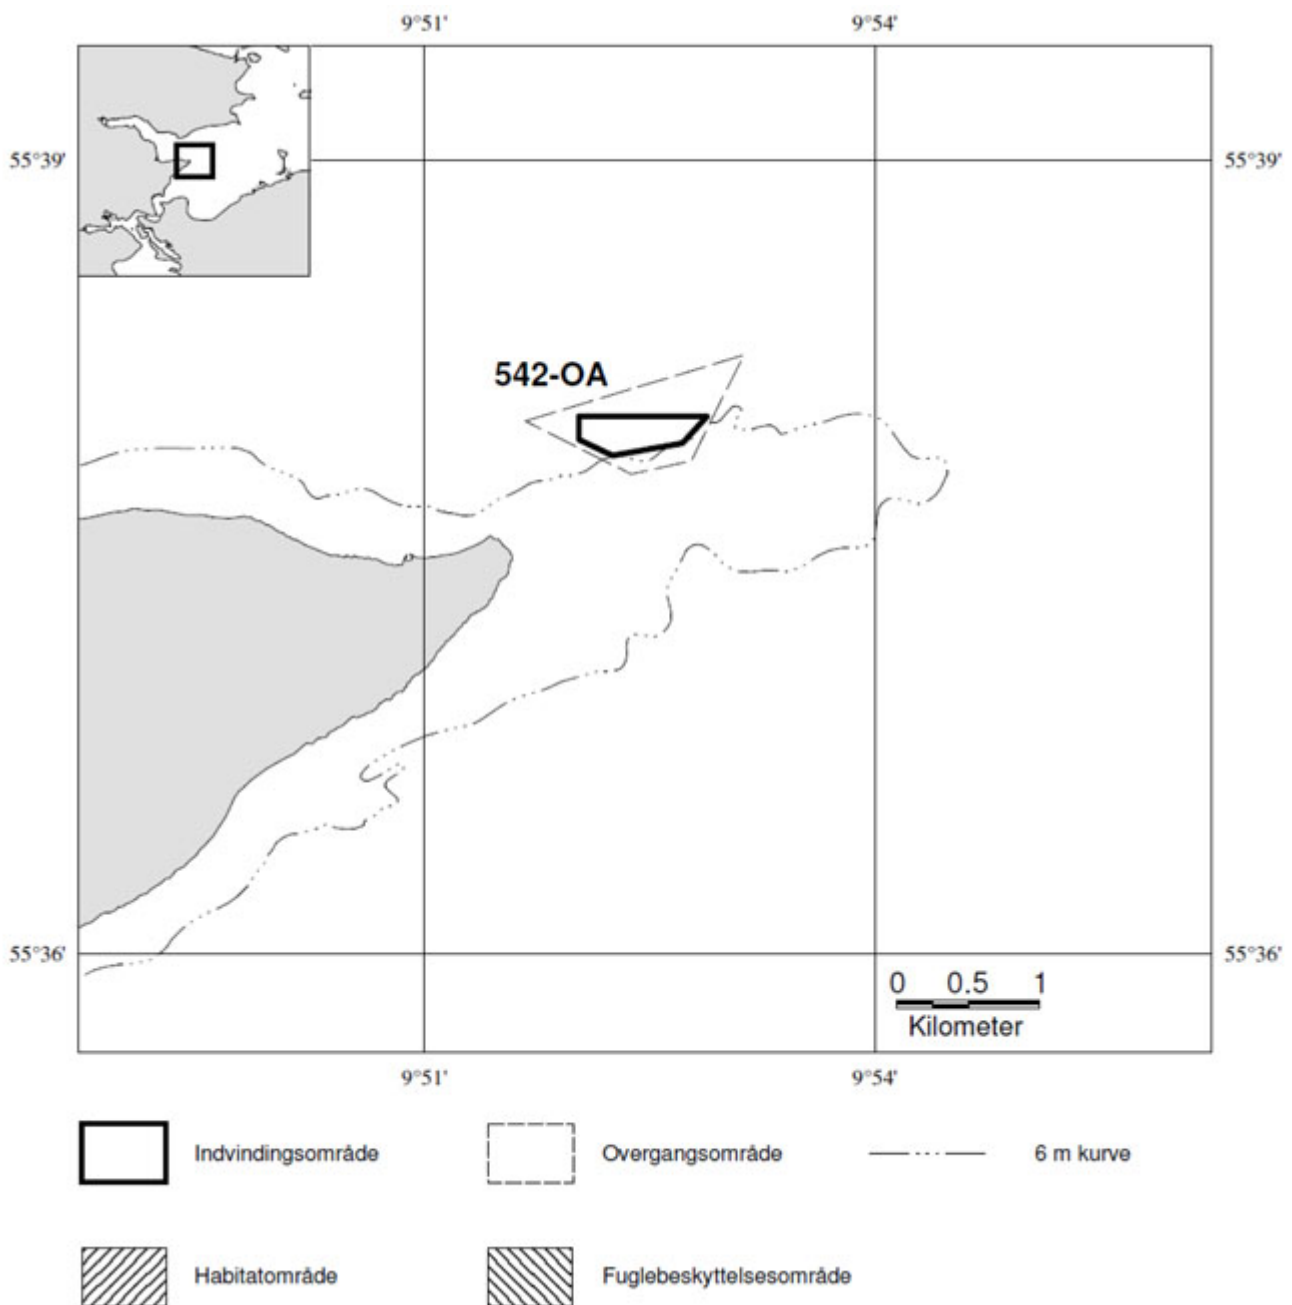 9°51' 9°54'
55°39' 55°39'
542-OA
55°36' 55°36'
0 0.5 1
Kilometer
9°51' 9°54'
Indvindingsområde Overgangsområde 6 m kurve
Habitatområde Fuglebeskyttelsesområde